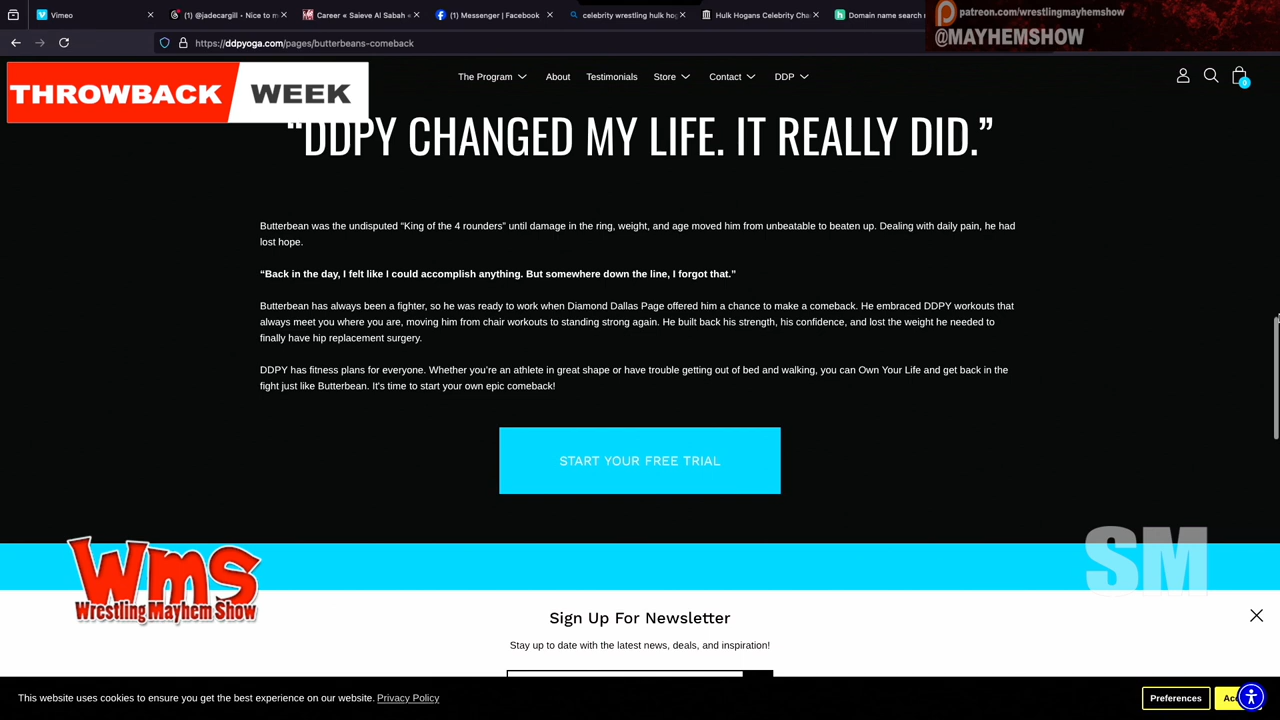 Vimeo
(1) @jadecargill • Nice to m
Career « Saieve Al Sabah «
(1) Messenger | Facebook
celebrity wrestling hulk ho
Hulk Hogans Celebrity Cha
Domain name search
patreon.com/wrestlingmayhemshow
@MAYHEMSHOW
https://ddpyoga.com/pages/butterbeans-comeback
THROWBACK WEEK
The Program
About
Testimonials
Store
Contact
DDP
0
“DDPY CHANGED MY LIFE. IT REALLY DID.”
Butterbean was the undisputed “King of the 4 rounders” until damage in the ring, weight, and age moved him from unbeatable to beaten up. Dealing with daily pain, he had
lost hope.
“Back in the day, I felt like I could accomplish anything. But somewhere down the line, I forgot that.”
Butterbean has always been a fighter, so he was ready to work when Diamond Dallas Page offered him a chance to make a comeback. He embraced DDPY workouts that
always meet you where you are, moving him from chair workouts to standing strong again. He built back his strength, his confidence, and lost the weight he needed to
finally have hip replacement surgery.
DDPY has fitness plans for everyone. Whether you’re an athlete in great shape or have trouble getting out of bed and walking, you can Own Your Life and get back in the
fight just like Butterbean. It’s time to start your own epic comeback!
START YOUR FREE TRIAL
SM
WMS
Wrestling Mayhem Show
Sign Up For Newsletter
Stay up to date with the latest news, deals, and inspiration!
This website uses cookies to ensure you get the best experience on our website. Privacy Policy
Preferences